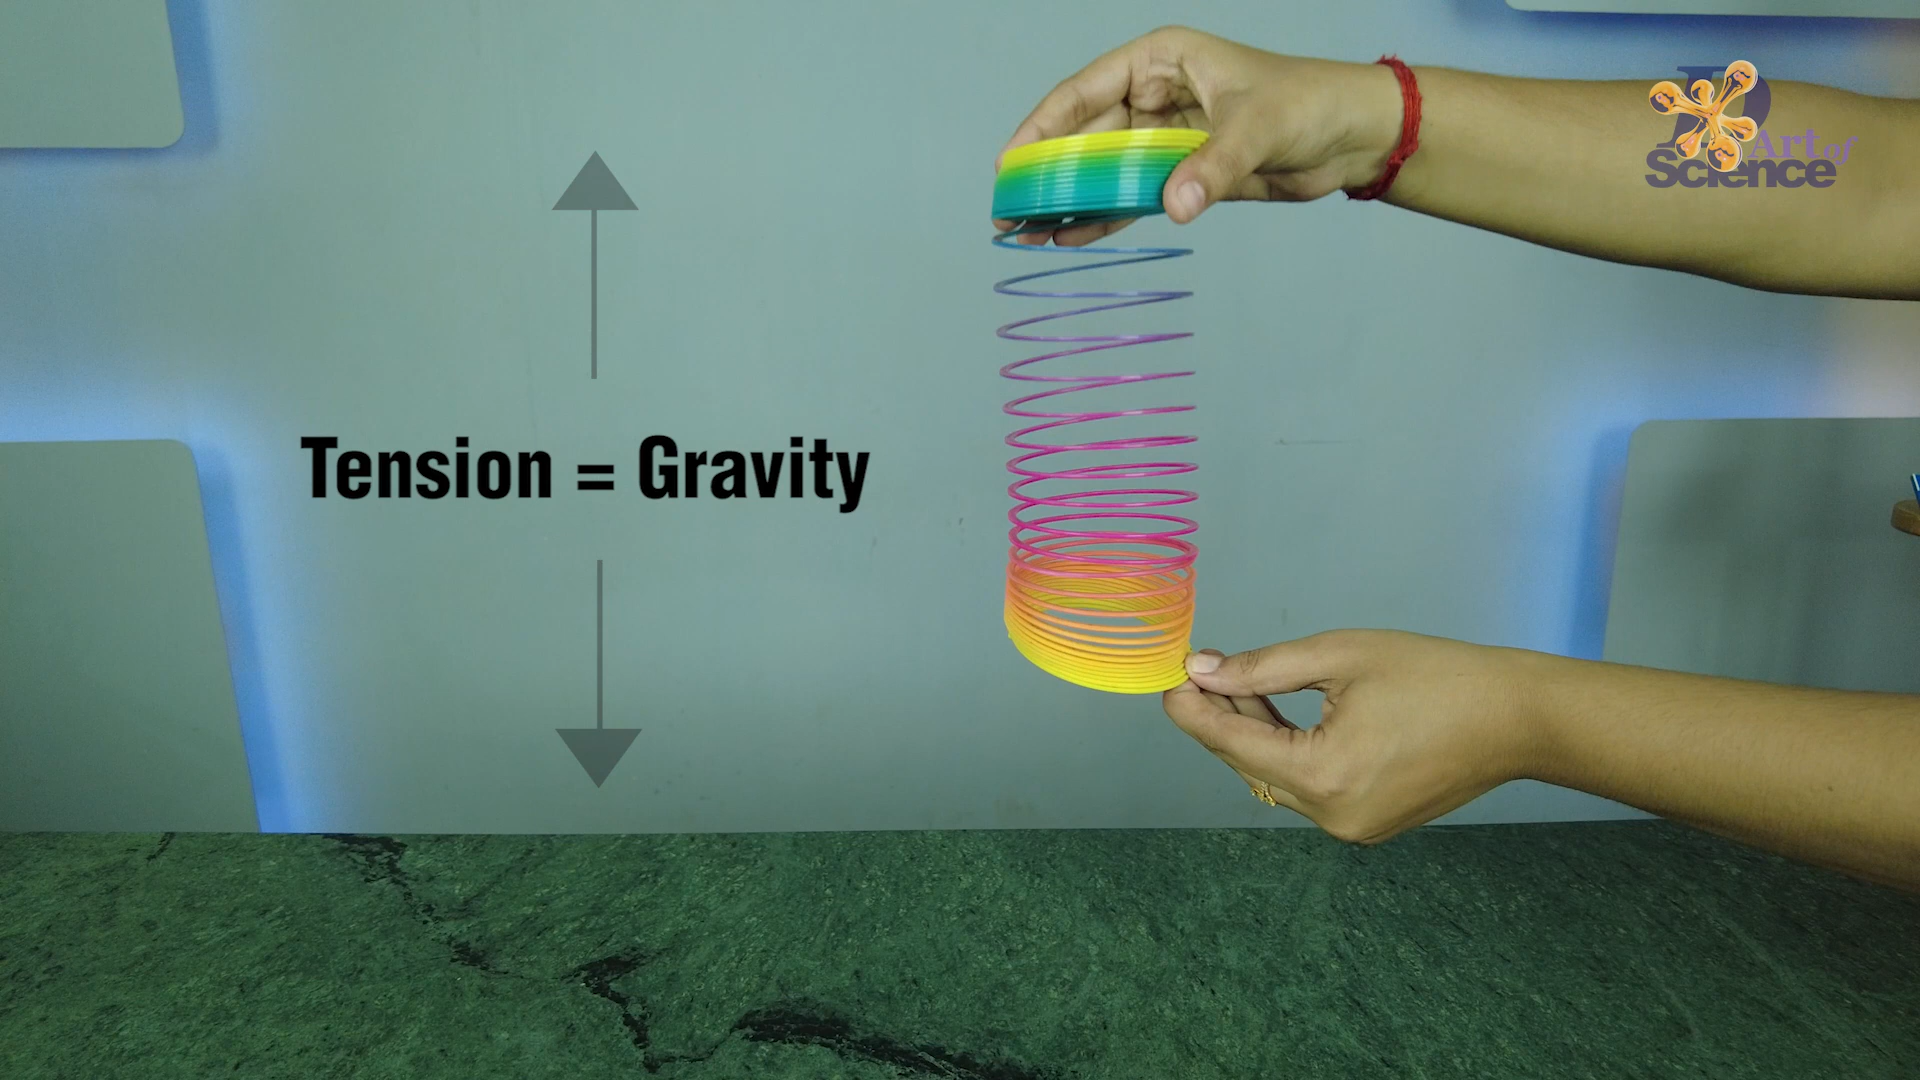 D
Art of
Science
Tension = Gravity